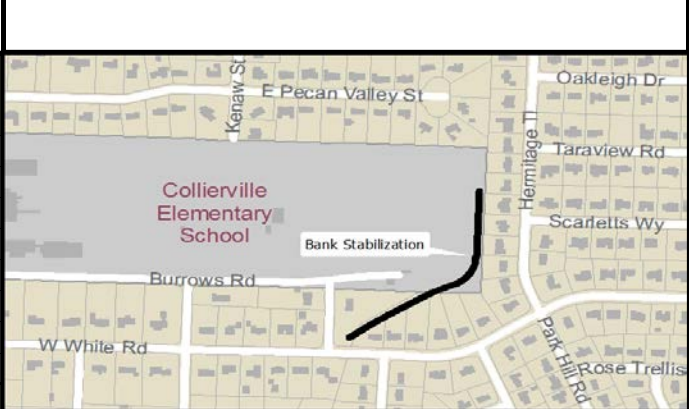 Oakleigh Dr
E Pecan Valley St
Kenaw St
Hermitage Tl
Taraview Rd
Collierville
Elementary
School
Scarletts Wy
Bank Stabilization
Burrows Rd
W White Rd
Park Hill Rd
Rose Trellis